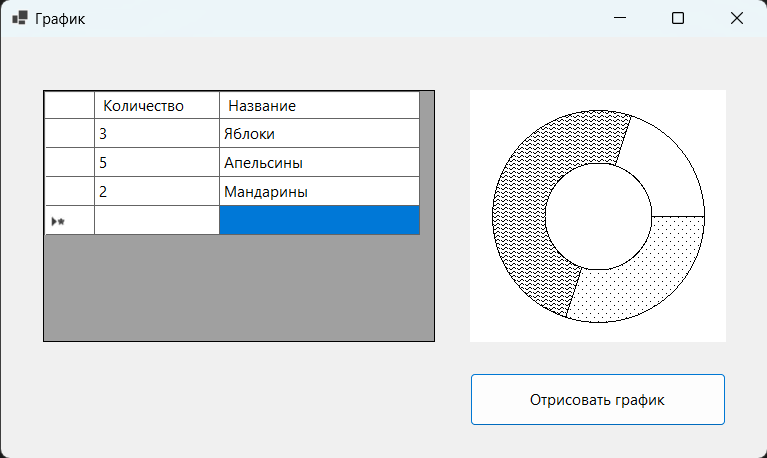 График
Количество Название
3 Яблоки
5 Апельсины
2 Мандарины
Отрисовать график